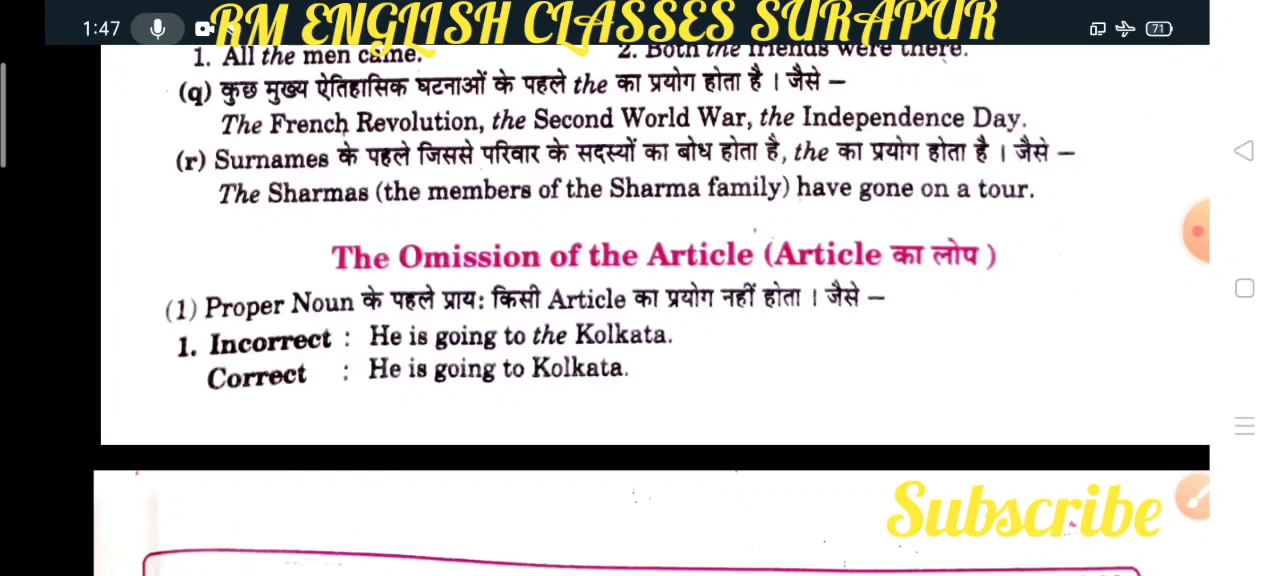 RM ENGLISH CLASSES SURAPUR
1:47
71
1. All the men came. 2. Both the friends were there.
(q) कुछ मुख्य ऐतिहासिक घटनाओं के पहले the का प्रयोग होता है । जैसे –
The French Revolution, the Second World War, the Independence Day.
(r) Surnames के पहले जिससे परिवार के सदस्यों का बोध होता है, the का प्रयोग होता है । जैसे –
The Sharmas (the members of the Sharma family) have gone on a tour.
The Omission of the Article (Article का लोप )
(1) Proper Noun के पहले प्राय: किसी Article का प्रयोग नहीं होता । जैसे –
1. Incorrect : He is going to the Kolkata.
Correct : He is going to Kolkata.
Subscribe